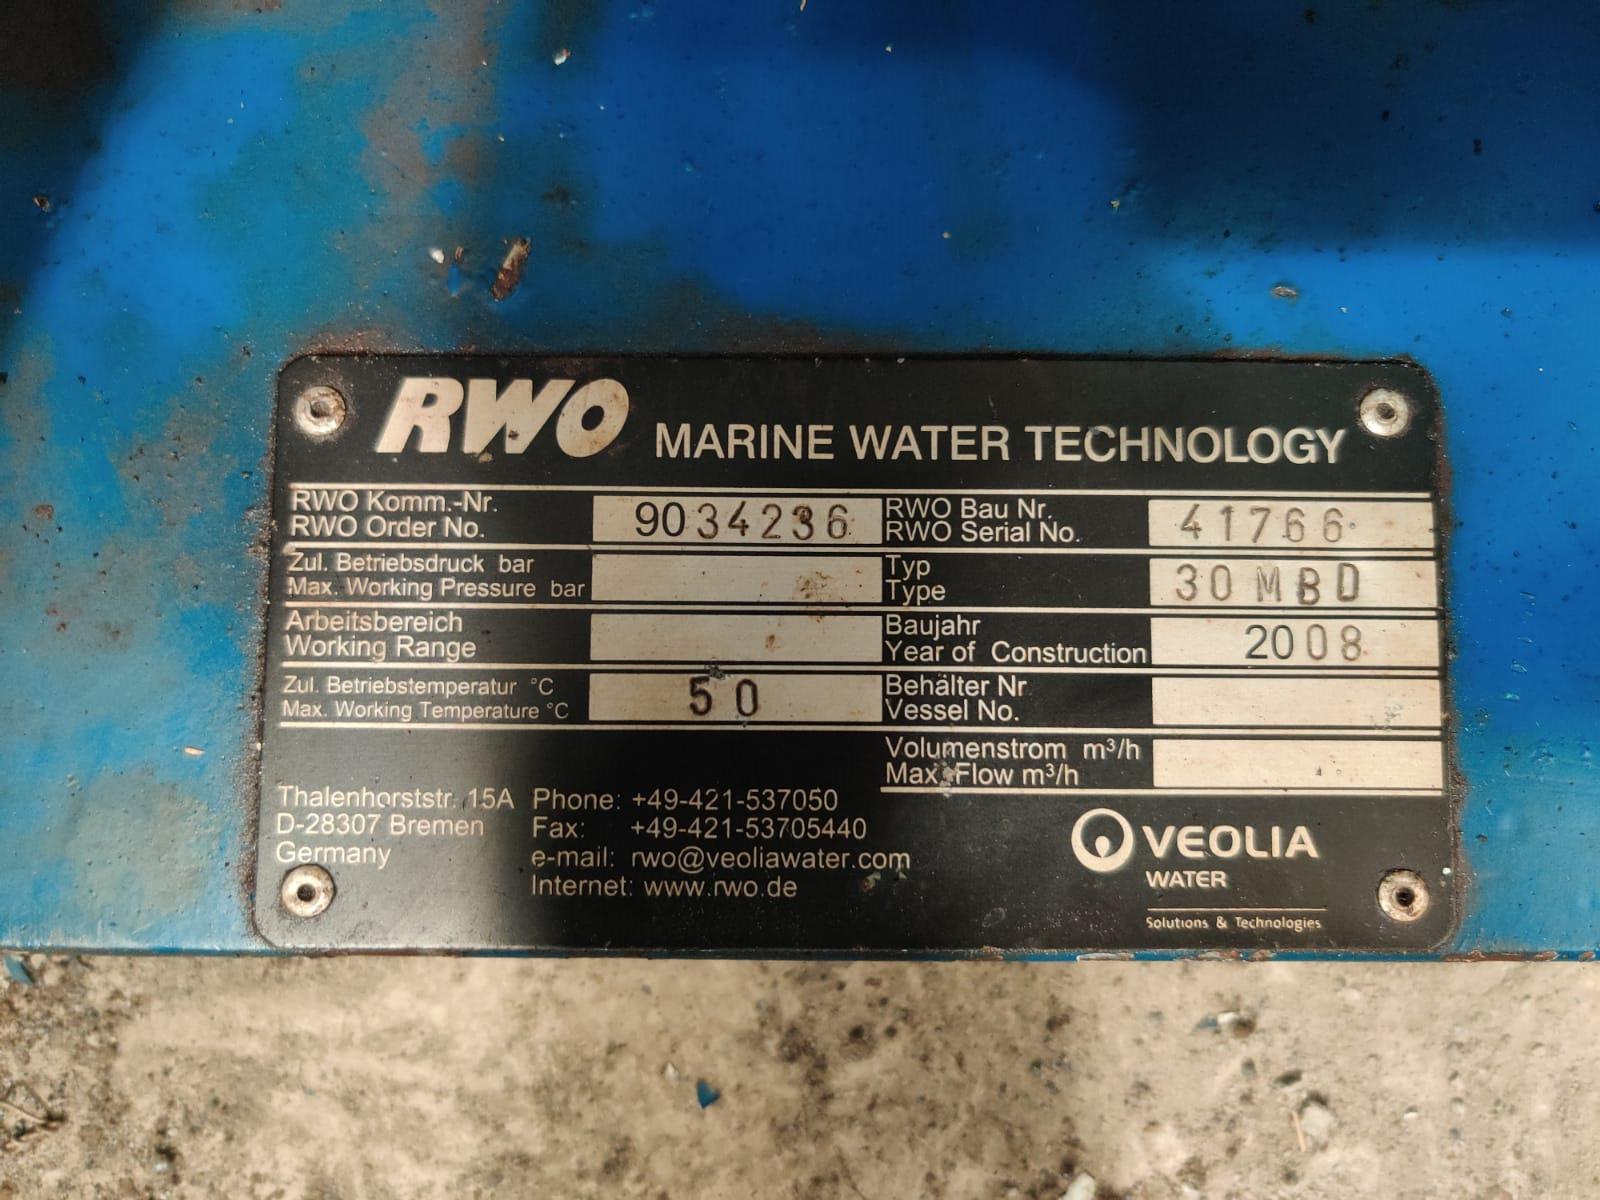 RWO MARINE WATER TECHNOLOGY
RWO Komm.-Nr.
RWO Order No.
9034236
RWO Bau Nr.
RWO Serial No.
41766
Zul. Betriebsdruck bar
Max. Working Pressure bar
Typ
Type
30 MBD
Arbeitsbereich
Working Range
Baujahr
Year of Construction
2008
Zul. Betriebstemperatur °C
Max. Working Temperature °C
50
Behälter Nr
Vessel No.
Volumenstrom m³/h
Max. Flow m³/h
Thalenhorststr. 15A
D-28307 Bremen
Germany
Phone: +49-421-537050
Fax: +49-421-53705440
e-mail: rwo@veoliawater.com
Internet: www.rwo.de
VEOLIA
WATER
Solutions & Technologies